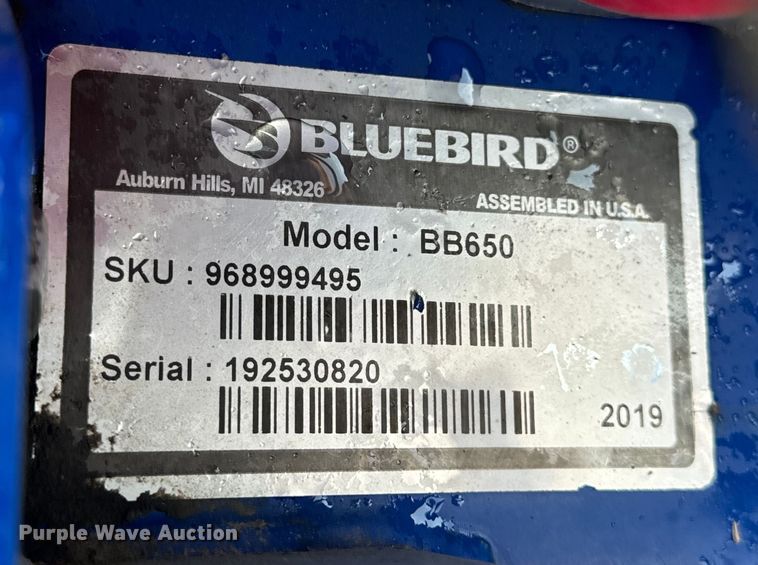 BLUEBIRD®
Auburn Hills, MI 48326
ASSEMBLED IN U.S.A.
Model : BB650
SKU : 968999495
Serial : 192530820
2019
Purple Wave Auction